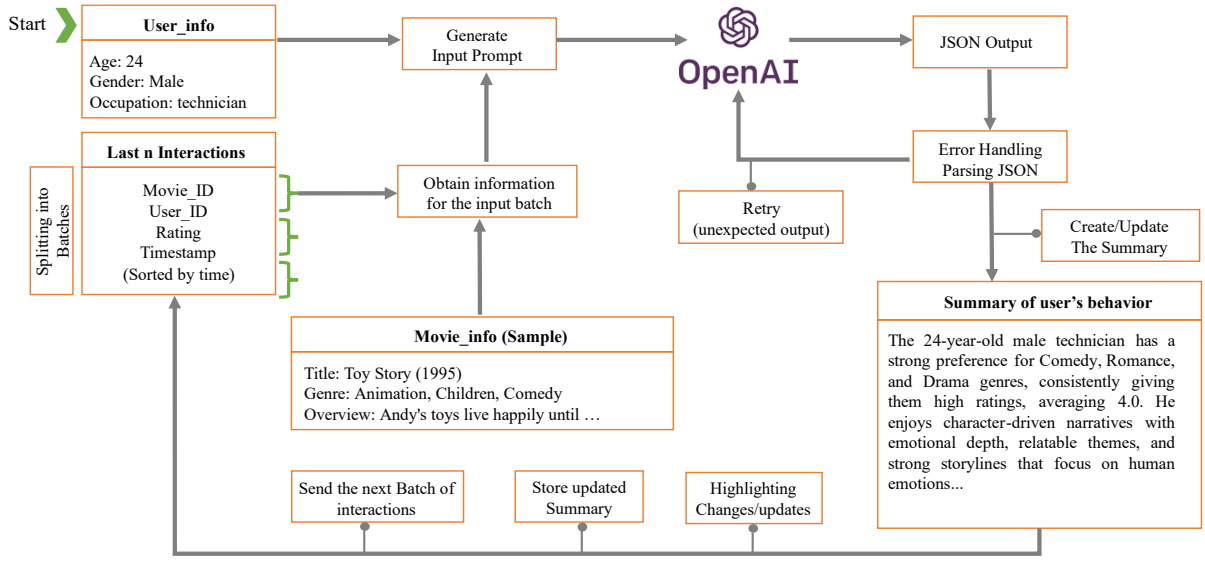 Start
User_info
Age: 24
Gender: Male
Occupation: technician
Generate
Input Prompt
OpenAI
JSON Output
Last n Interactions
Movie_ID
User_ID
Rating
Timestamp
(Sorted by time)
Splitting into
Batches
Obtain information
for the input batch
Error Handling
Parsing JSON
Retry
(unexpected output)
Create/Update
The Summary
Movie_info (Sample)
Title: Toy Story (1995)
Genre: Animation, Children, Comedy
Overview: Andy's toys live happily until …
Summary of user’s behavior
The 24-year-old male technician has a
strong preference for Comedy, Romance,
and Drama genres, consistently giving
them high ratings, averaging 4.0. He
enjoys character-driven narratives with
emotional depth, relatable themes, and
strong storylines that focus on human
emotions...
Send the next Batch of
interactions
Store updated
Summary
Highlighting
Changes/updates